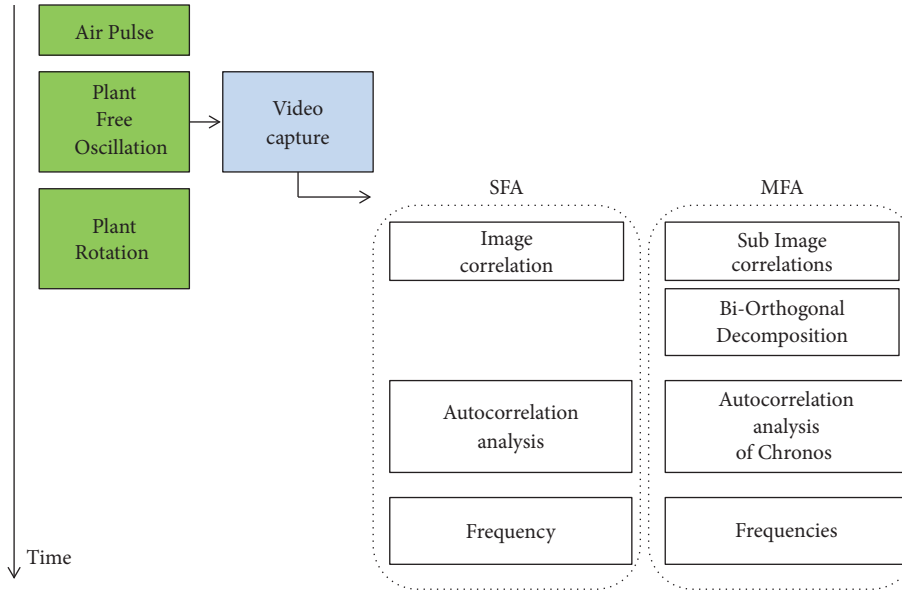 Air Pulse
Plant
Free
Oscillation
Video
capture
Plant
Rotation
SFA
Image
correlation
Autocorrelation
analysis
Frequency
MFA
Sub Image
correlations
Bi-Orthogonal
Decomposition
Autocorrelation
analysis
of Chronos
Frequencies
Time